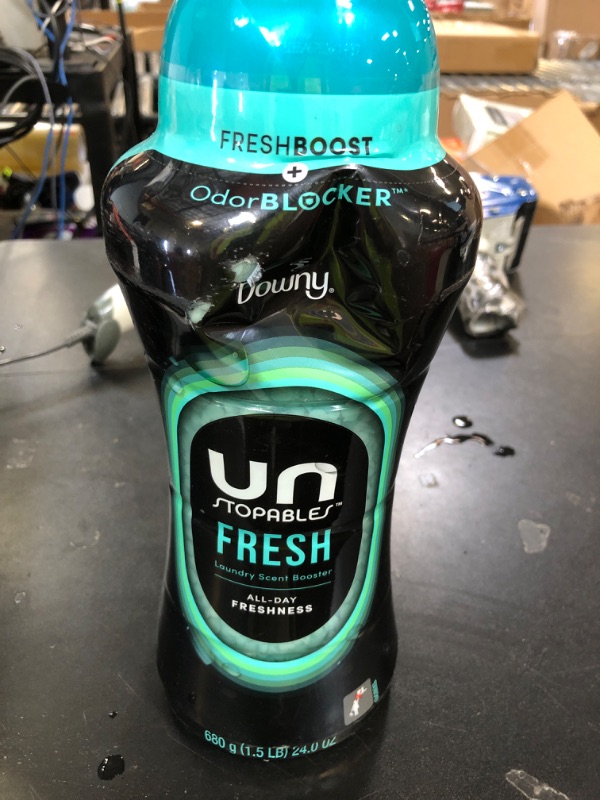 FRESHBOOST
+
OdorBLOCKER™*
Downy®
UN
STOPABLES™
FRESH
Laundry Scent Booster
ALL-DAY
FRESHNESS
680 g (1.5 LB) 24.0 OZ